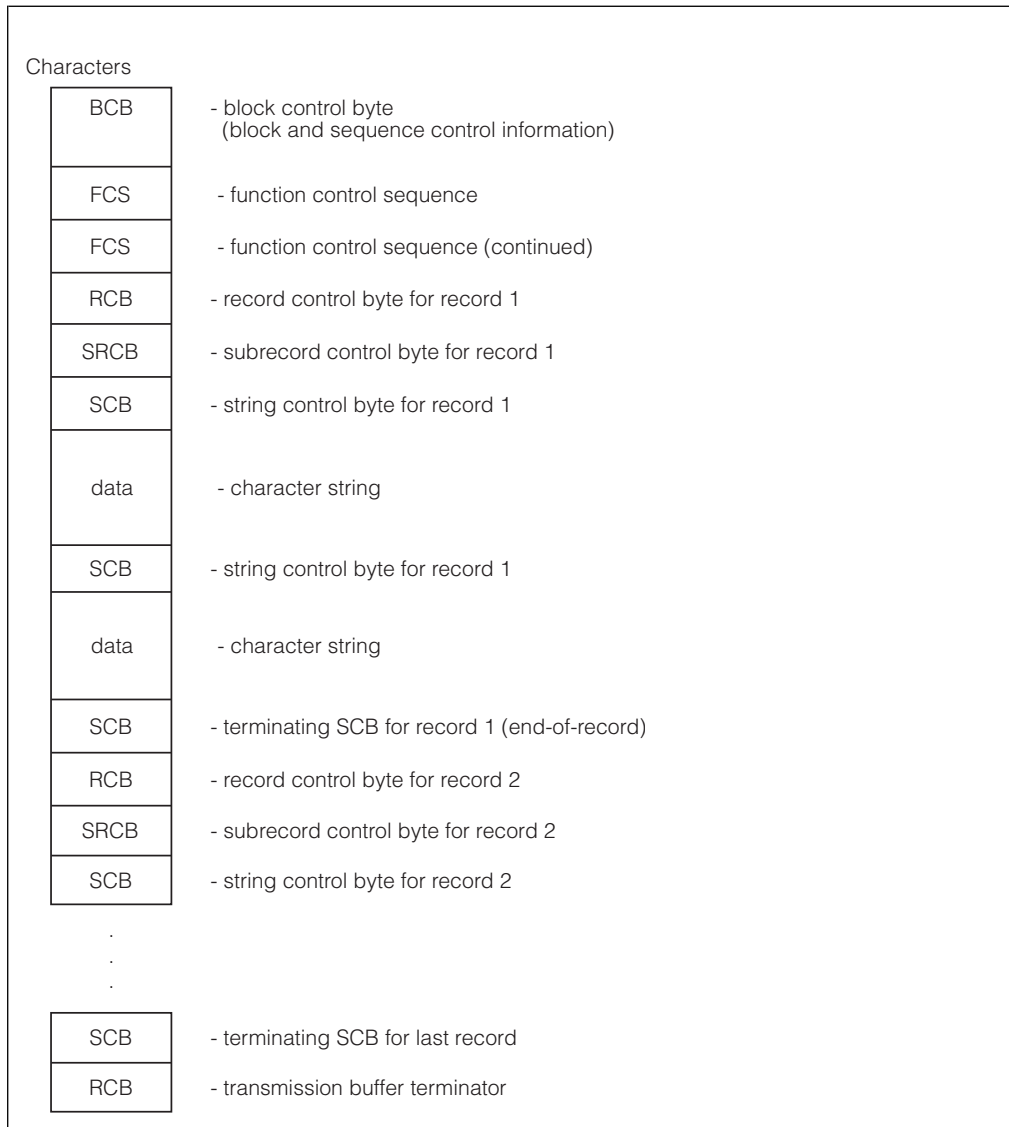 Characters
BCB - block control byte
(block and sequence control information)
FCS - function control sequence
FCS - function control sequence (continued)
RCB - record control byte for record 1
SRCB - subrecord control byte for record 1
SCB - string control byte for record 1
data - character string
SCB - string control byte for record 1
data - character string
SCB - terminating SCB for record 1 (end-of-record)
RCB - record control byte for record 2
SRCB - subrecord control byte for record 2
SCB - string control byte for record 2
.
.
.
SCB - terminating SCB for last record
RCB - transmission buffer terminator